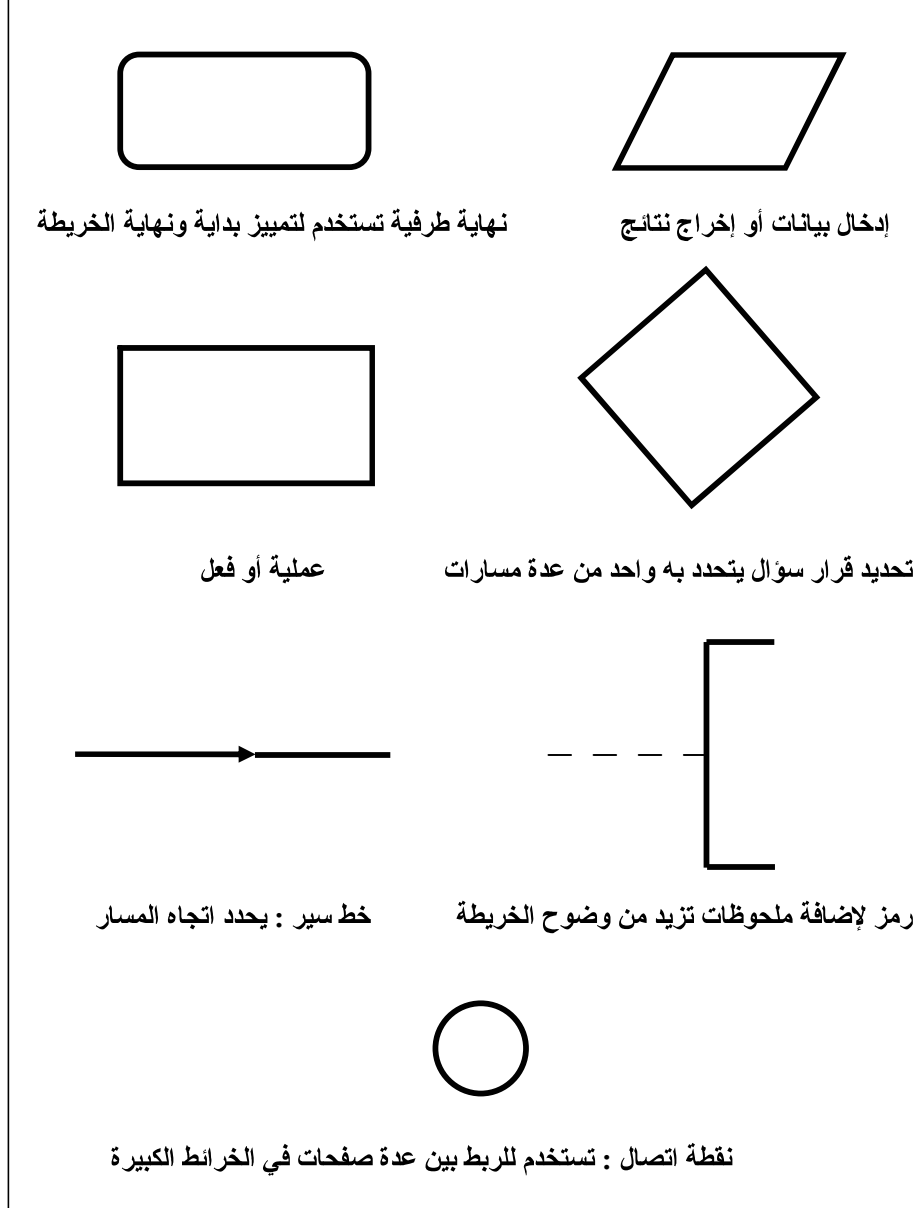 إدخال بيانات أو إخراج نتائج
نهاية طرفية تستخدم لتمييز بداية ونهاية الخريطة
تحديد قرار سؤال يتحدد به واحد من عدة مسارات
عملية أو فعل
رمز لإضافة ملحوظات تزيد من وضوح الخريطة
خط سير : يحدد اتجاه المسار
نقطة اتصال : تستخدم للربط بين عدة صفحات في الخرائط الكبيرة